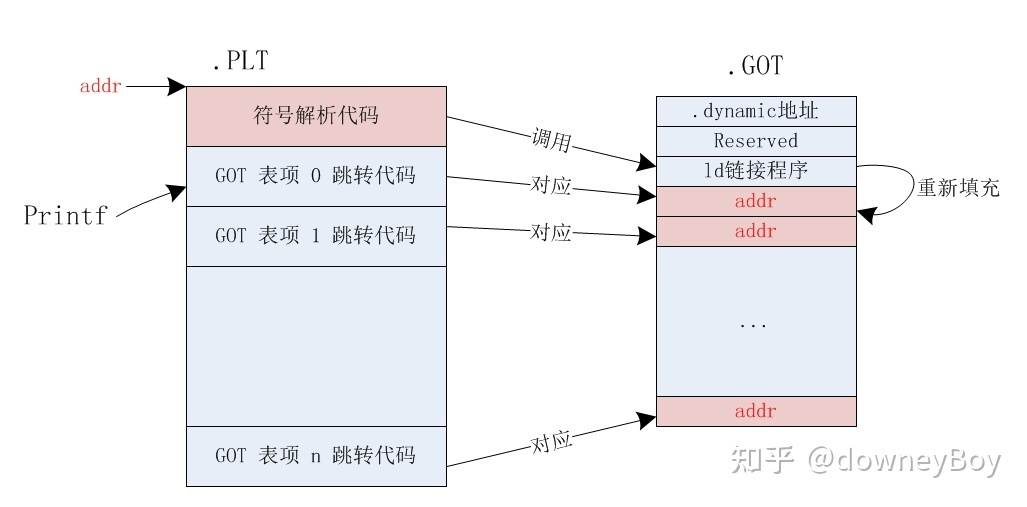 .PLT
.GOT
addr
符号解析代码
GOT 表项 0 跳转代码
GOT 表项 1 跳转代码
GOT 表项 n 跳转代码
Printf
调用
对应
对应
对应
.dynamic地址
Reserved
ld链接程序
addr
addr
...
addr
重新填充
知乎 @downeyBoy